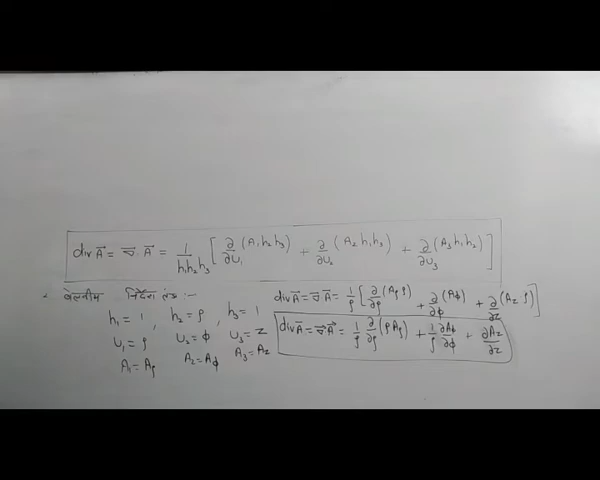 div A⃗ = ∇⃗ . A⃗ = 1/h₁h₂h₃ [ ∂/∂u₁ (A₁h₂h₃) + ∂/∂u₂ (A₂h₁h₃) + ∂/∂u₃ (A₃h₁h₂) ]
बेलनीय निर्देश तंत्र :-
h₁ = 1 , h₂ = ρ , h₃ = 1
u₁ = ρ u₂ = ϕ u₃ = z
A₁ = Aρ A₂ = Aϕ A₃ = Az
div A⃗ = ∇⃗ . A⃗ = 1/ρ [ ∂/∂ρ (Aρ ρ) + ∂/∂ϕ (Aϕ) + ∂/∂z (Az ρ) ]
div A⃗ = ∇⃗ . A⃗ = 1/ρ ∂/∂ρ (ρAρ) + 1/ρ ∂Aϕ/∂ϕ + ∂Az/∂z